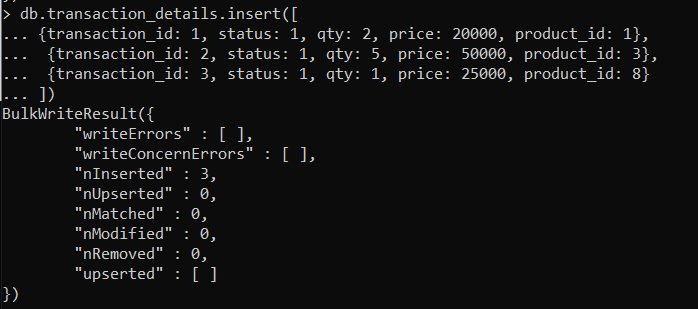 > db.transaction_details.insert([
... {transaction_id: 1, status: 1, qty: 2, price: 20000, product_id: 1},
...  {transaction_id: 2, status: 1, qty: 5, price: 50000, product_id: 3},
...  {transaction_id: 3, status: 1, qty: 1, price: 25000, product_id: 8}
... ])
BulkWriteResult({
        "writeErrors" : [ ],
        "writeConcernErrors" : [ ],
        "nInserted" : 3,
        "nUpserted" : 0,
        "nMatched" : 0,
        "nModified" : 0,
        "nRemoved" : 0,
        "upserted" : [ ]
})